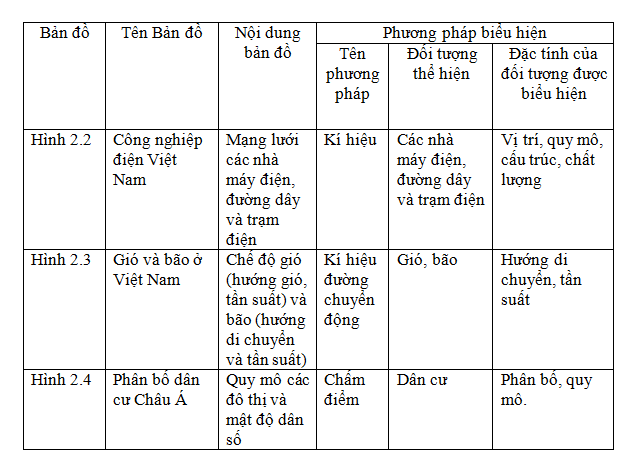 Bản đồ
Tên Bản đồ
Nội dung
bản đồ
Phương pháp biểu hiện
Tên
phương
pháp
Đối tượng
thể hiện
Đặc tính của
đối tượng được
biểu hiện
Hình 2.2
Công nghiệp
điện Việt
Nam
Mạng lưới
các nhà
máy điện,
đường dây
và trạm
điện
Kí hiệu
Các nhà
máy điện,
đường dây
và trạm điện
Vị trí, quy mô,
cấu trúc, chất
lượng
Hình 2.3
Gió và bão ở
Việt Nam
Chế độ gió
(hướng gió,
tần suất) và
bão (hướng
di chuyển
và tần suất)
Kí hiệu
đường
chuyển
động
Gió, bão
Hướng di
chuyển, tần
suất
Hình 2.4
Phân bố dân
cư Châu Á
Quy mô các
đô thị và
mật độ dân
số
Chấm
điểm
Dân cư
Phân bố, quy
mô.